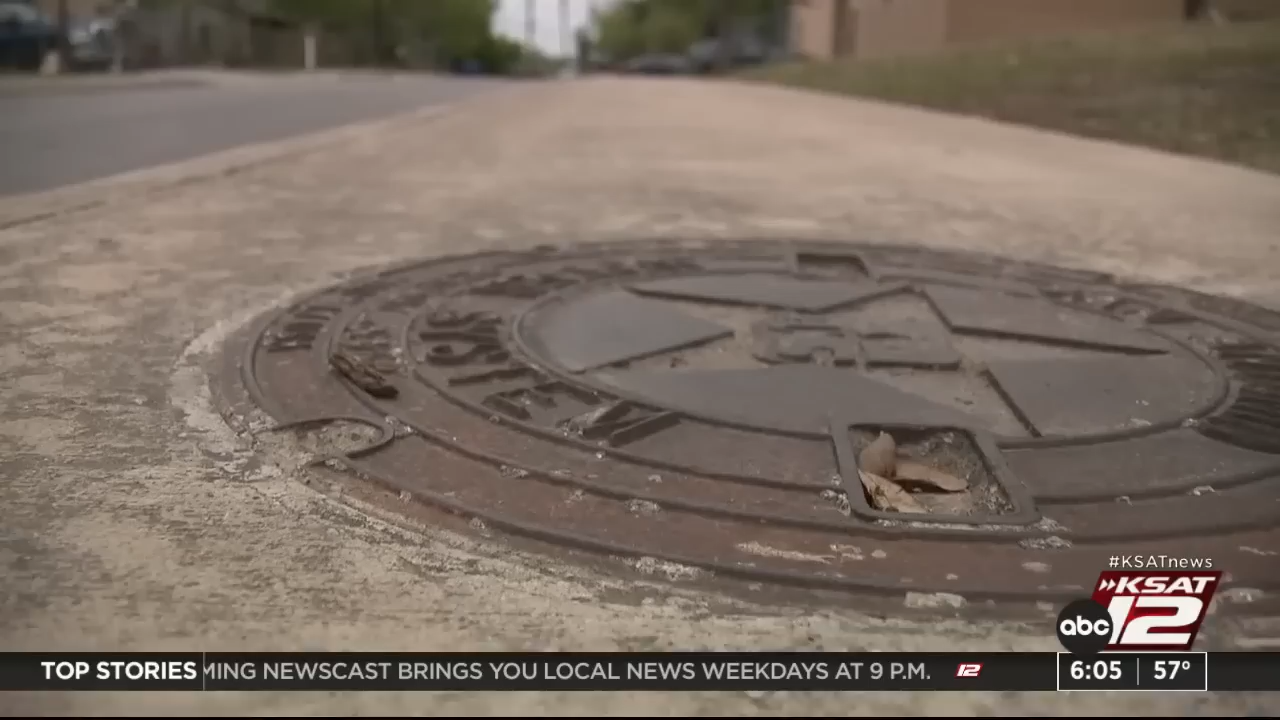 SYSTEM
#KSATnews
KSAT
abc 12
TOP STORIES MING NEWSCAST BRINGS YOU LOCAL NEWS WEEKDAYS AT 9 P.M. 12
6:05 57°